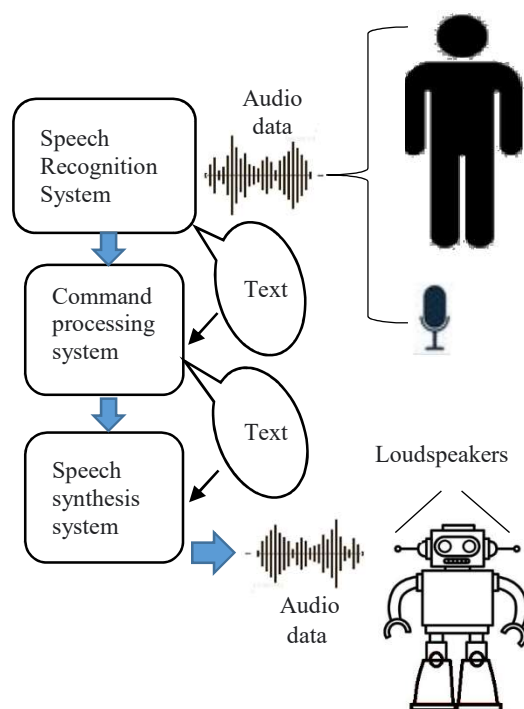 Audio
data
Speech
Recognition
System
Text
Command
processing
system
Text
Speech
synthesis
system
Loudspeakers
Audio
data